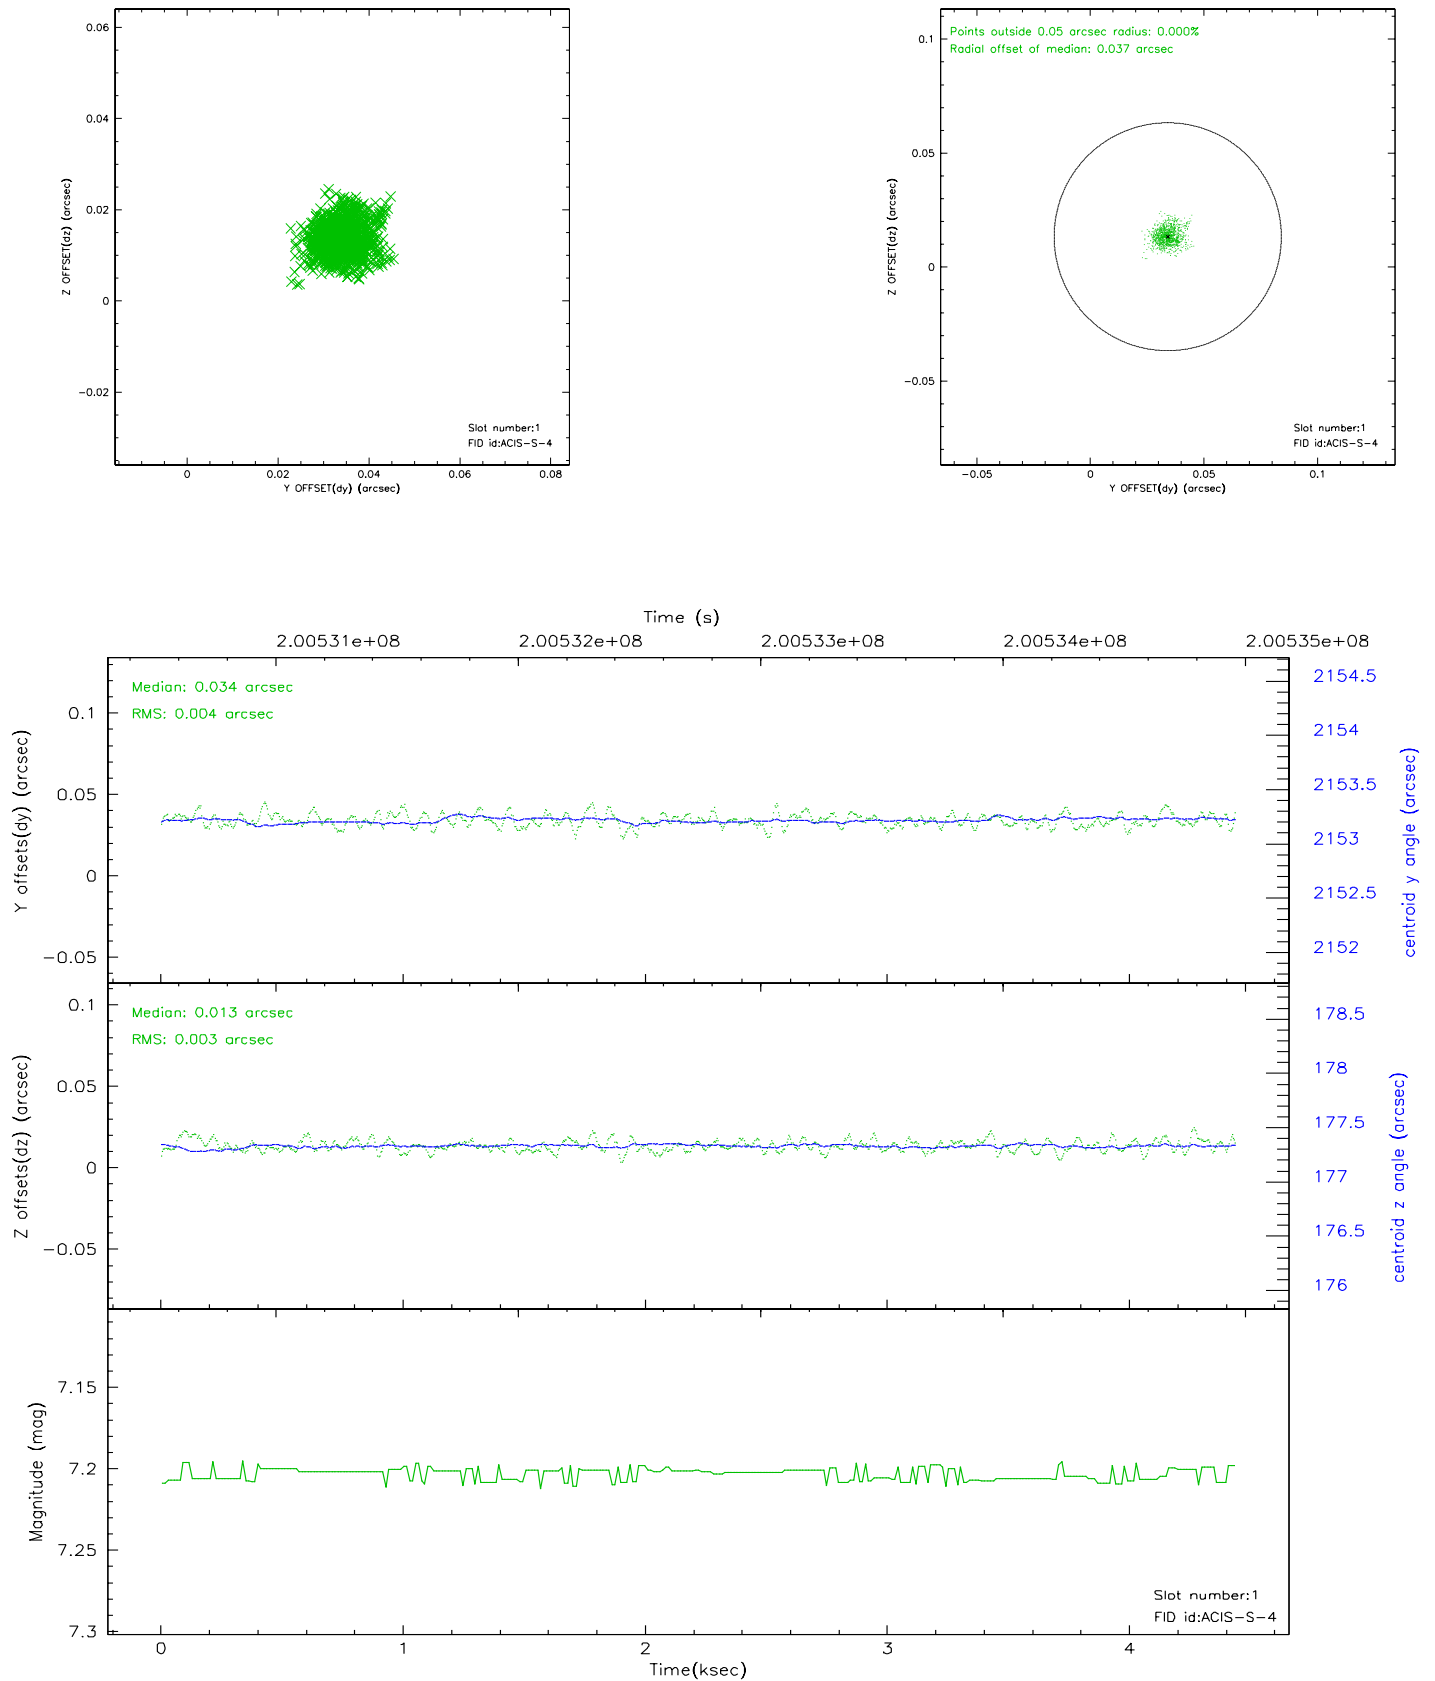 0.06
0.04
0.02
0
−0.02
Z OFFSET(dz) (arcsec)
Slot number:1
FID id:ACIS−S−4
0 0.02 0.04 0.06 0.08
Y OFFSET(dy) (arcsec)
Points outside 0.05 arcsec radius: 0.000%
Radial offset of median: 0.037 arcsec
0.1
0.05
0
−0.05
Z OFFSET(dz) (arcsec)
Slot number:1
FID id:ACIS−S−4
−0.05 0 0.05 0.1
Y OFFSET(dy) (arcsec)
Time (s)
2.00531e+08 2.00532e+08 2.00533e+08 2.00534e+08 2.00535e+08
Median: 0.034 arcsec
RMS: 0.004 arcsec
0.1
0.05
0
−0.05
Y offsets(dy) (arcsec)
2154.5
2154
2153.5
2153
2152.5
2152
centroid y angle (arcsec)
Median: 0.013 arcsec
RMS: 0.003 arcsec
0.1
0.05
0
−0.05
Z offsets(dz) (arcsec)
178.5
178
177.5
177
176.5
176
centroid z angle (arcsec)
7.15
7.2
7.25
7.3
Magnitude (mag)
Slot number:1
FID id:ACIS−S−4
0 1 2 3 4
Time(ksec)